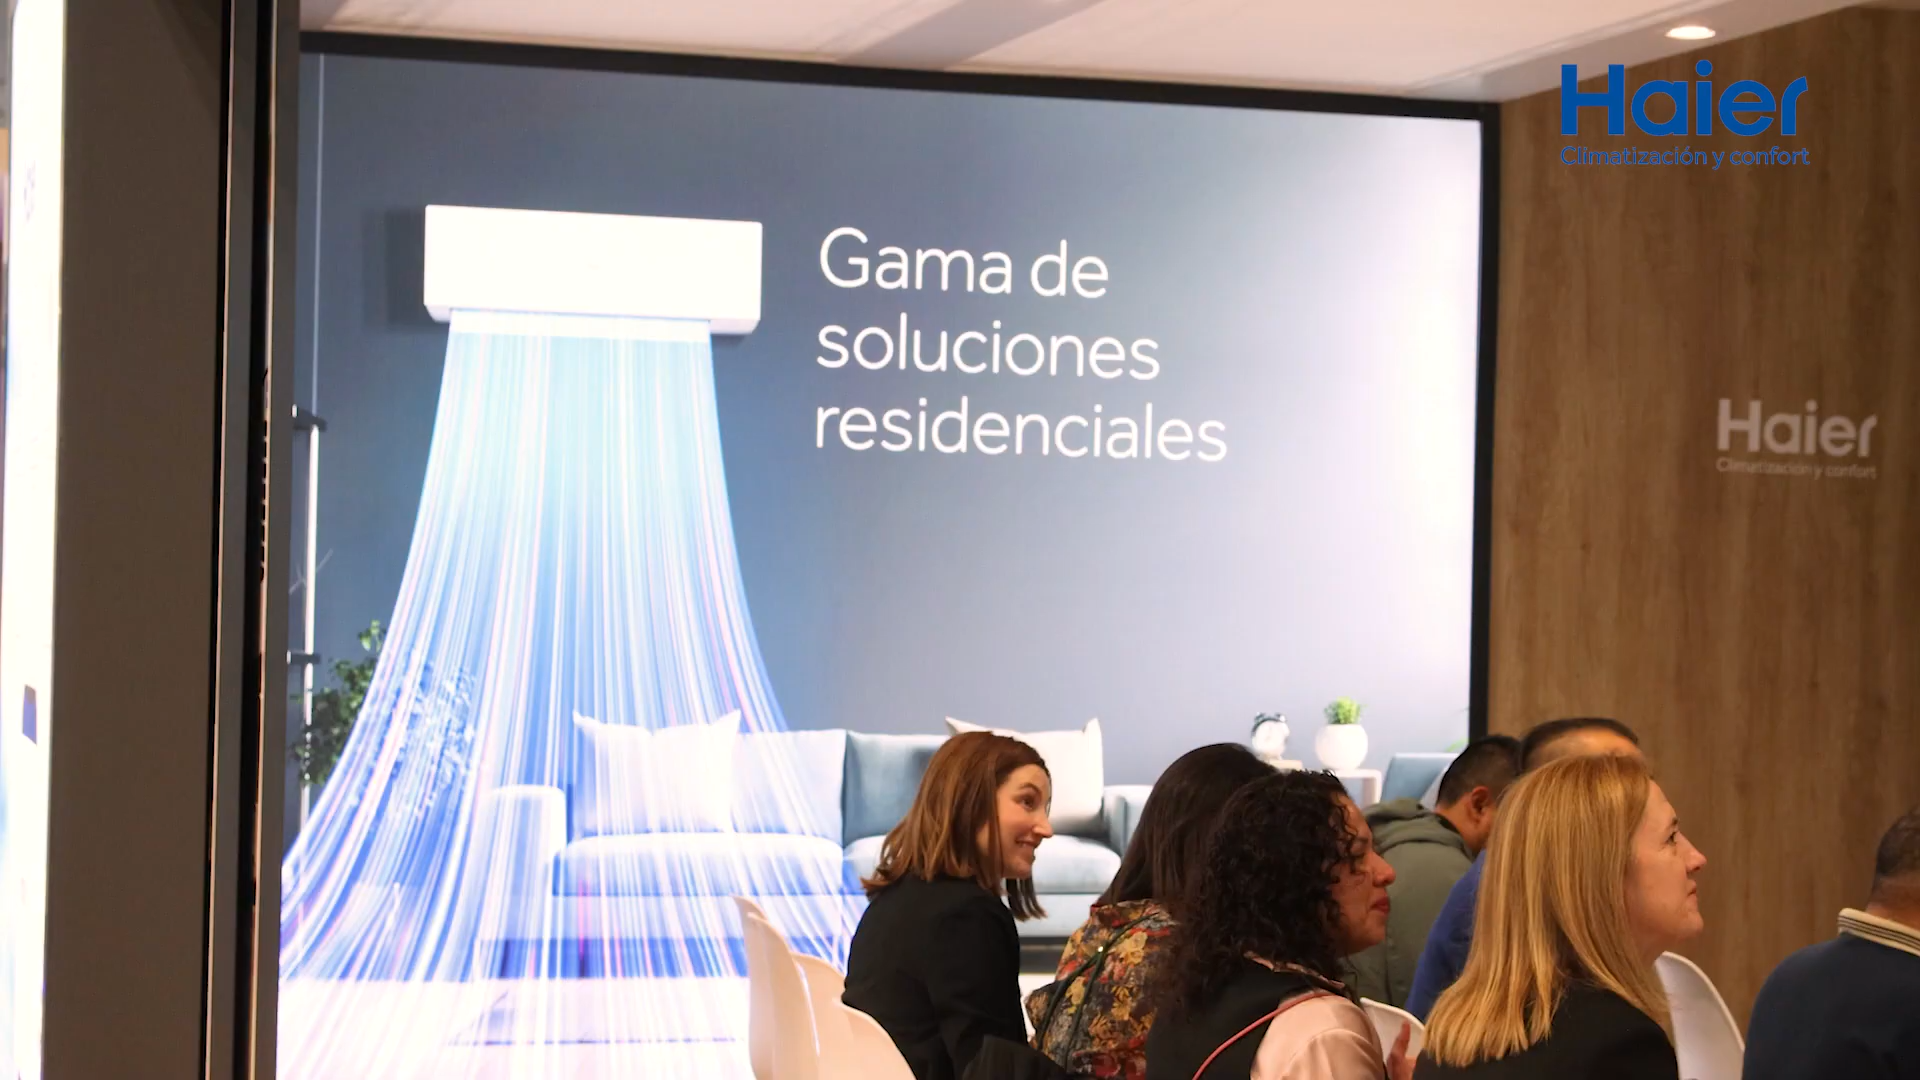 Haier
Climatización y confort
Gama de
soluciones
residenciales
Haier
Climatización y confort